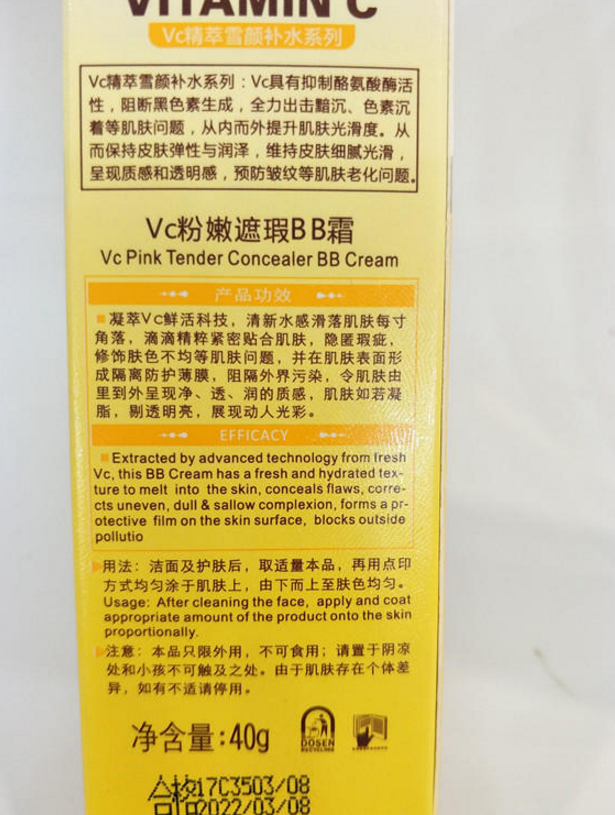 VITAMIN C
Vc精萃雪颜补水系列
Vc精萃雪颜补水系列：Vc具有抑制酪氨酸酶活
性，阻断黑色素生成，全力出击黯沉、色素沉
着等肌肤问题，从内而外提升肌肤光滑度。从
而保持皮肤弹性与润泽，维持皮肤细腻光滑，
呈现质感和透明感，预防皱纹等肌肤老化问题。
Vc粉嫩遮瑕BB霜
Vc Pink Tender Concealer BB Cream
产品功效
凝萃Vc鲜活科技，清新水感滑落肌肤每寸
角落，滴滴精粹紧密贴合肌肤，隐匿瑕疵，
修饰肤色不均等肌肤问题，并在肌肤表面形
成隔离防护薄膜，阻隔外界污染，令肌肤由
里到外呈现净、透、润的质感，肌肤如若凝
脂，剔透明亮，展现动人光彩。
EFFICACY
Extracted by advanced technology from fresh
Vc, this BB Cream has a fresh and hydrated tex-
ture to melt into the skin, conceals flaws, corre-
cts uneven, dull & sallow complexion, forms a pr-
otective film on the skin surface, blocks outside
pollutio
用法：洁面及护肤后，取适量本品，再用点印
方式均匀涂于肌肤上，由下而上至肤色均匀。
Usage: After cleaning the face, apply and coat
appropriate amount of the product onto the skin
proportionally.
注意：本品只限外用，不可食用；请置于阴凉
处和小孩不可触及之处。由于肌肤存在个体差
异，如有不适请停用。
净含量:40g
DOSEN
RECYCLING
合格17C3503/08
2022/03/08